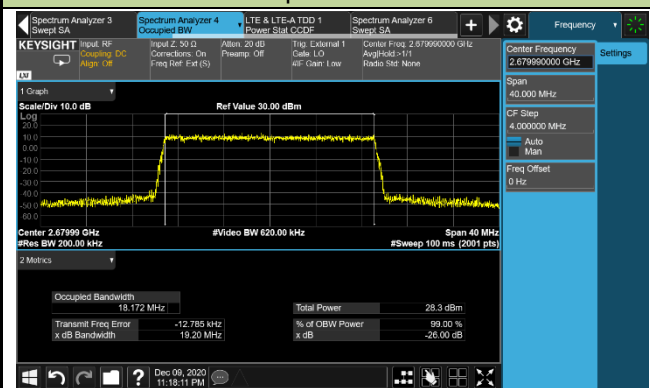 Spectrum Analyzer 3
Swept SA
Spectrum Analyzer 4
Occupied BW
LTE & LTE-A TDD 1
Power Stat CCDF
Spectrum Analyzer 6
Swept SA
Frequency
KEYSIGHT
Input: RF
Coupling: DC
Align: Off
Input Z: 50 Ω
Corrections: On
Freq Ref: Ext (S)
Atten: 20 dB
Preamp: Off
Trig: External 1
Gate: LO
#IF Gain: Low
Center Freq: 2.679990000 GHz
Avg|Hold:>1/1
Radio Std: None
LXI
Center Frequency
2.679990000 GHz
Settings
Span
40.000 MHz
CF Step
4.000000 MHz
Auto
Man
Freq Offset
0 Hz
1 Graph
Scale/Div 10.0 dB
Ref Value 30.00 dBm
Log
20.0
10.0
0.00
-10.0
-20.0
-30.0
-40.0
-50.0
-60.0
Center 2.67999 GHz
#Video BW 620.00 kHz
Span 40 MHz
#Res BW 200.00 kHz
#Sweep 100 ms (2001 pts)
2 Metrics
Occupied Bandwidth
18.172 MHz
Total Power
28.3 dBm
Transmit Freq Error
-12.785 kHz
% of OBW Power
99.00 %
x dB Bandwidth
19.20 MHz
x dB
-26.00 dB
?
Dec 09, 2020
11:18:11 PM